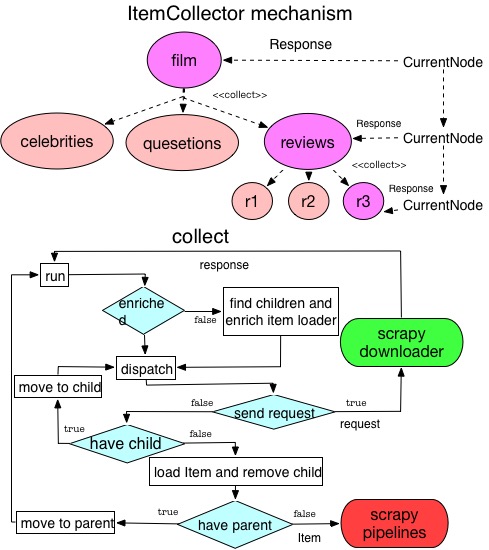 ItemCollector mechanism
Response
film
CurrentNode
<<collect>>
Response
celebrities
quesetions
reviews
CurrentNode
<<collect>>
Response
r1
r2
r3
CurrentNode
collect
response
run
enriche
d
false
find children and
enrich item loader
scrapy
downloader
dispatch
move to child
false
send request
true
request
true
have child
false
load Item and remove child
move to parent
true
have parent
false
Item
scrapy
pipelines